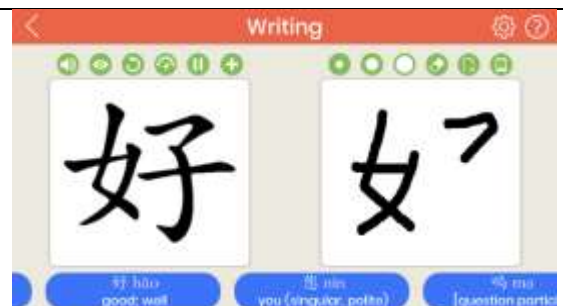 Writing
好
女
好 hǎo
good; well
您 nín
you (singular, polite)
吗 ma
[question partic